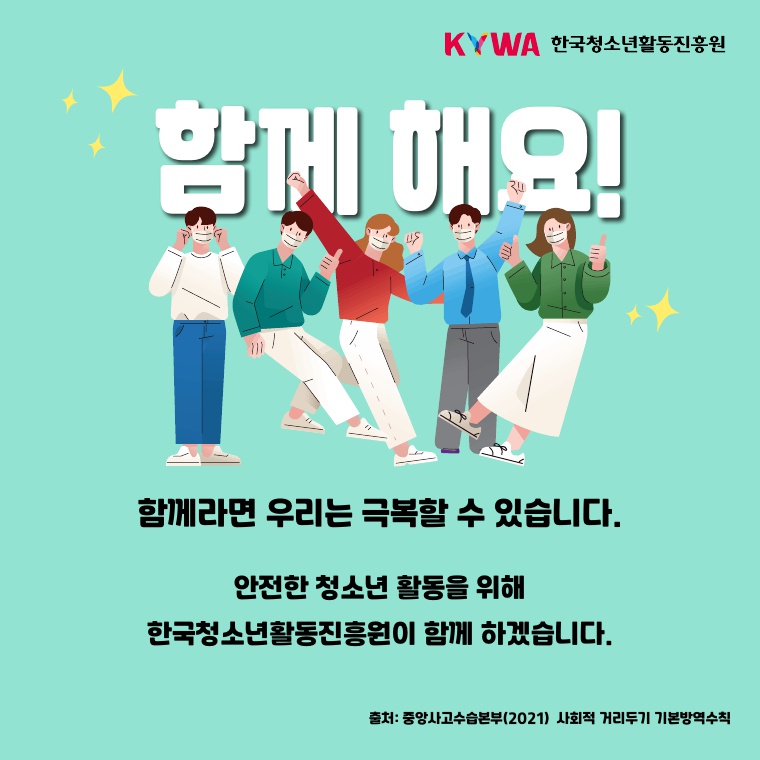 KYWA 한국청소년활동진흥원
함께 해요!
함께라면 우리는 극복할 수 있습니다.
안전한 청소년 활동을 위해
한국청소년활동진흥원이 함께 하겠습니다.
출처: 중앙사고수습본부(2021) 사회적 거리두기 기본방역수칙